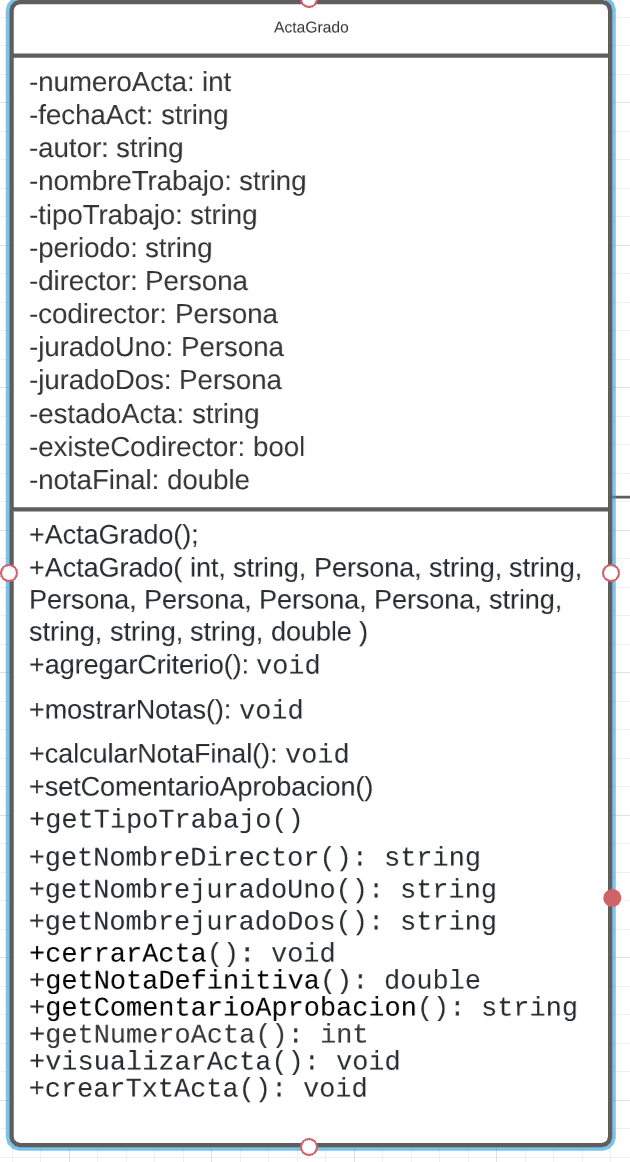 ActaGrado
-numeroActa: int
-fechaAct: string
-autor: string
-nombreTrabajo: string
-tipoTrabajo: string
-periodo: string
-director: Persona
-codirector: Persona
-juradoUno: Persona
-juradoDos: Persona
-estadoActa: string
-existeCodirector: bool
-notaFinal: double
+ActaGrado();
+ActaGrado( int, string, Persona, string, string,
Persona, Persona, Persona, Persona, string,
string, string, string, double )
+agregarCriterio(): void
+mostrarNotas(): void
+calcularNotaFinal(): void
+setComentarioAprobacion()
+getTipoTrabajo()
+getNombreDirector(): string
+getNombrejuradoUno(): string
+getNombrejuradoDos(): string
+cerrarActa(): void
+getNotaDefinitiva(): double
+getComentarioAprobacion(): string
+getNumeroActa(): int
+visualizarActa(): void
+crearTxtActa(): void